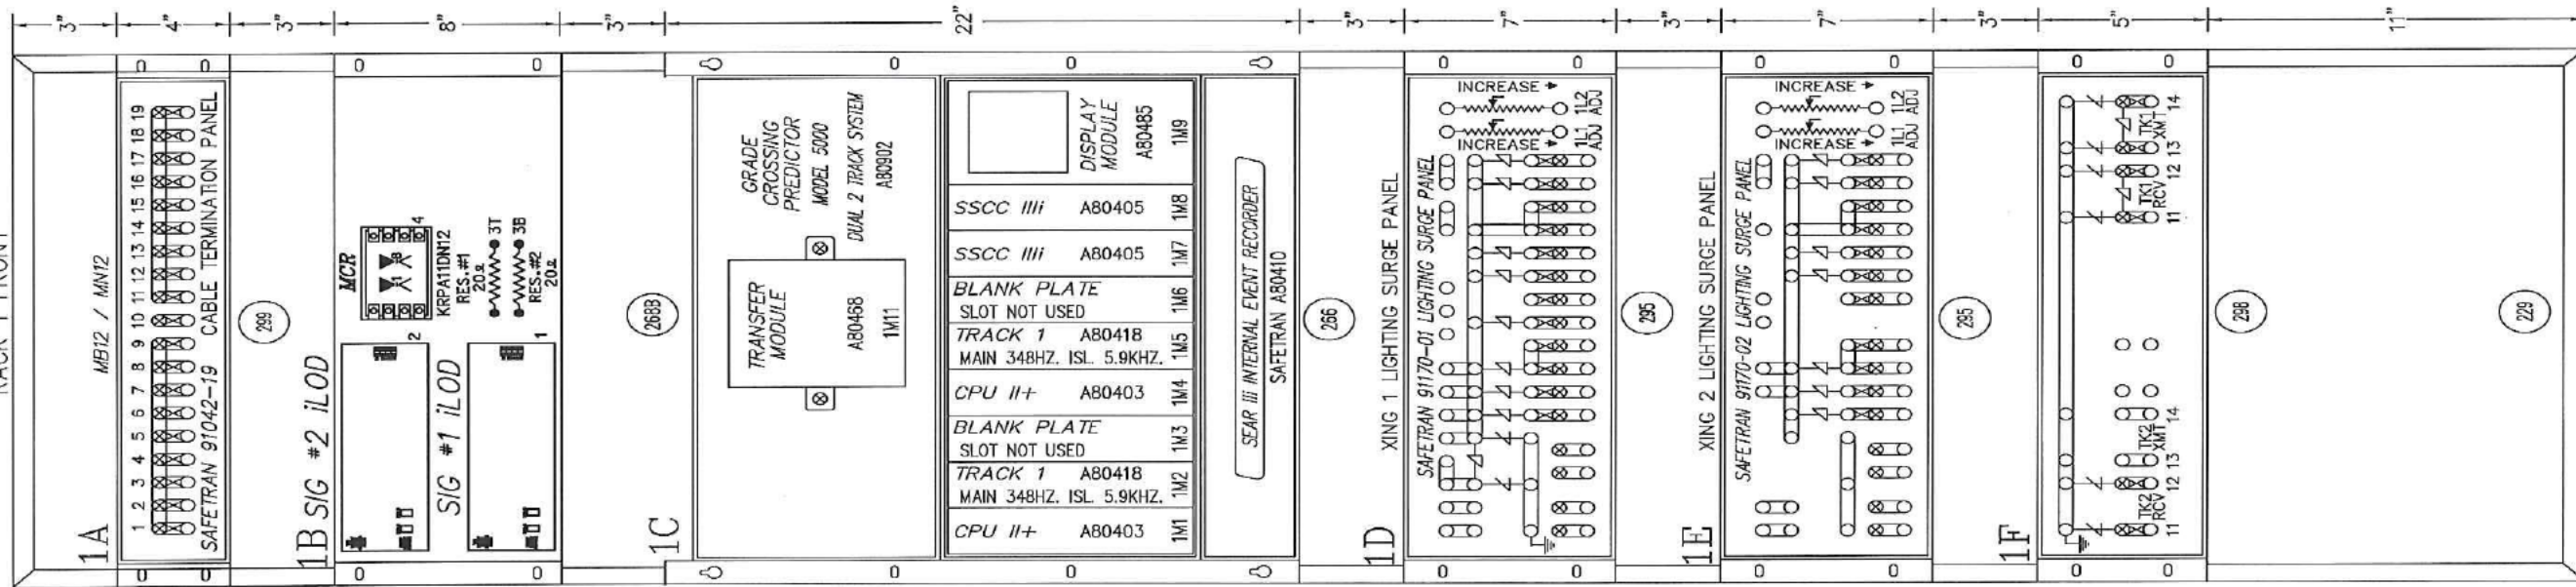 3"
4"
3"
8"
3"
22"
3"
7"
3"
7"
3"
5"
11"
1A
MB12 / MN12
1 2 3 4 5 6 7 8 9 10 11 12 13 14 15 16 17 18 19
SAFETRAN 91042-19 CABLE TERMINATION PANEL
299
1B
SIG #2 iLOD
2
SIG #1 iLOD
1
MCR
4
KRPA11DN12
RES.#1
20Ω
3T
3B
RES.#2
20Ω
268B
1C
TRANSFER
MODULE
A80468
1M11
GRADE
CROSSING
PREDICTOR
MODEL 5000
DUAL 2 TRACK SYSTEM
A80902
DISPLAY
MODULE
A80485
1M9
SSCC IIIi A80405 1M8
SSCC IIIi A80405 1M7
BLANK PLATE
SLOT NOT USED 1M6
TRACK 1 A80418
MAIN 348HZ. ISL. 5.9KHZ. 1M5
CPU II+ A80403 1M4
BLANK PLATE
SLOT NOT USED 1M3
TRACK 1 A80418
MAIN 348HZ. ISL. 5.9KHZ. 1M2
CPU II+ A80403 1M1
SEAR IIi INTERNAL EVENT RECORDER
SAFETRAN A80410
266
1D
XING 1 LIGHTING SURGE PANEL
SAFETRAN 91170-01 LIGHTING SURGE PANEL
INCREASE
INCREASE
1L1
ADJ
1L2
ADJ
295
1E
XING 2 LIGHTING SURGE PANEL
SAFETRAN 91170-02 LIGHTING SURGE PANEL
INCREASE
INCREASE
1L1
ADJ
1L2
ADJ
295
1F
TK2
RCV
11 12
TK2
XMT
13 14
TK1
RCV
11 12
TK1
XMT
13 14
298
229